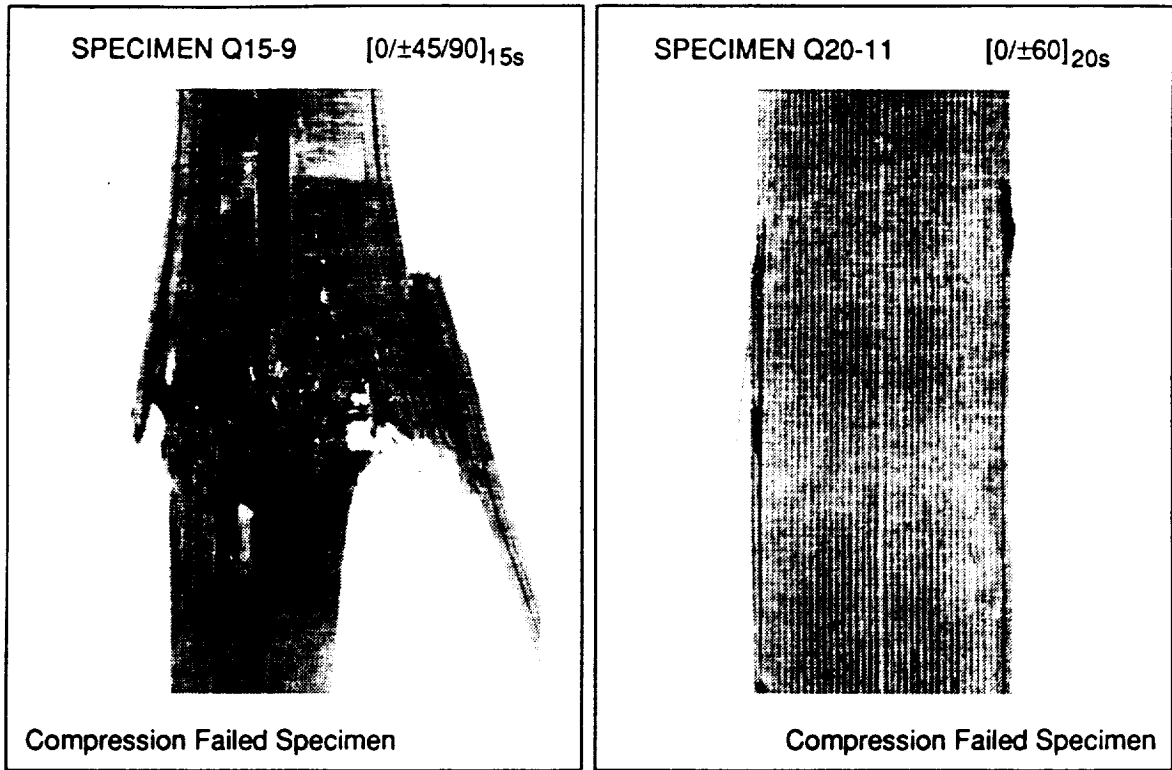 SPECIMEN Q15-9 [0/±45/90]15s
Compression Failed Specimen
SPECIMEN Q20-11 [0/±60]20s
Compression Failed Specimen